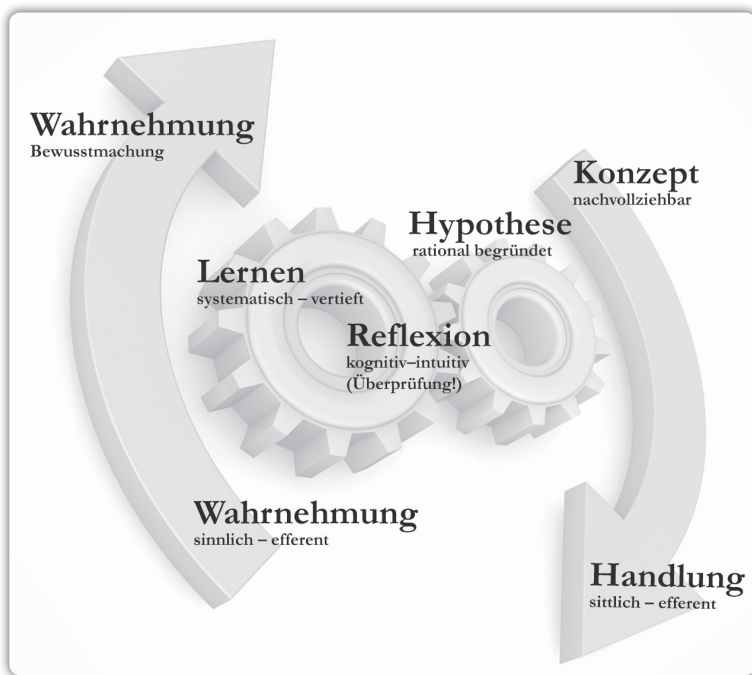 Wahrnehmung
Bewusstmachung
Konzept
nachvollziehbar
Hypothese
rational begründet
Lernen
systematisch – vertieft
Reflexion
kognitiv–intuitiv
(Überprüfung!)
Wahrnehmung
sinnlich – efferent
Handlung
sittlich – efferent